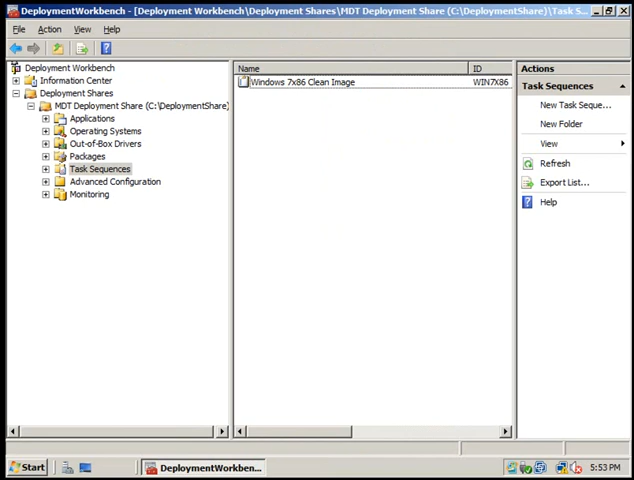 DeploymentWorkbench - [Deployment Workbench\Deployment Shares\MDT Deployment Share (C:\DeploymentShare)\Task S...
File Action View Help
Deployment Workbench
Information Center
Deployment Shares
MDT Deployment Share (C:\DeploymentShare)
Applications
Operating Systems
Out-of-Box Drivers
Packages
Task Sequences
Advanced Configuration
Monitoring
Name ID
Windows 7x86 Clean Image WIN7X86
Actions
Task Sequences
New Task Seque...
New Folder
View
Refresh
Export List...
Help
Start DeploymentWorkben... 5:53 PM